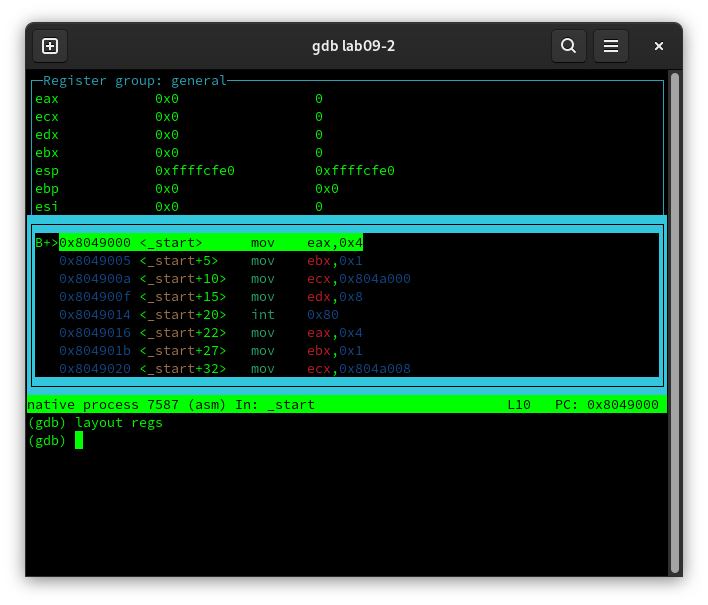 gdb lab09-2
Register group: general
eax 0x0 0
ecx 0x0 0
edx 0x0 0
ebx 0x0 0
esp 0xffffcfe0 0xffffcfe0
ebp 0x0 0x0
esi 0x0 0
B+>0x8049000 <_start> mov eax,0x4
0x8049005 <_start+5> mov ebx,0x1
0x804900a <_start+10> mov ecx,0x804a000
0x804900f <_start+15> mov edx,0x8
0x8049014 <_start+20> int 0x80
0x8049016 <_start+22> mov eax,0x4
0x804901b <_start+27> mov ebx,0x1
0x8049020 <_start+32> mov ecx,0x804a008
native process 7587 (asm) In: _start L10 PC: 0x8049000
(gdb) layout regs
(gdb)